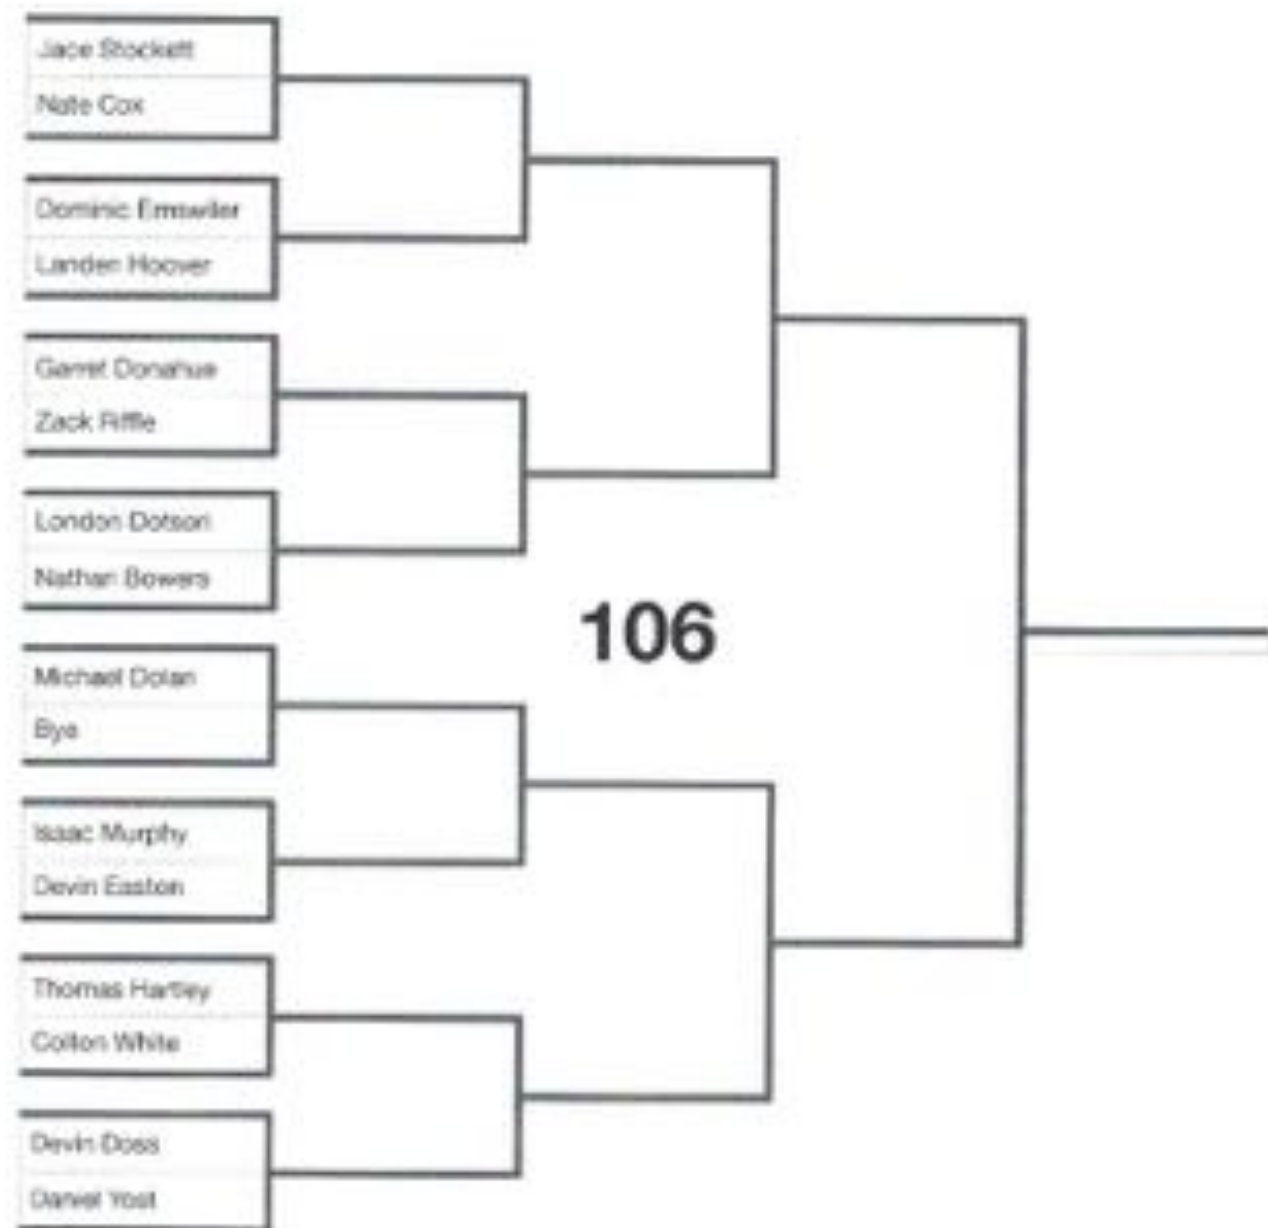 Jace Stockett
Nate Cox
Dominic Emswiler
Landen Hoover
Garret Donahue
Zack Riffle
London Dotson
Nathan Bowers
106
Michael Dolan
Bye
Isaac Murphy
Devin Easton
Thomas Hartley
Colton White
Devin Doss
Daniel Yost